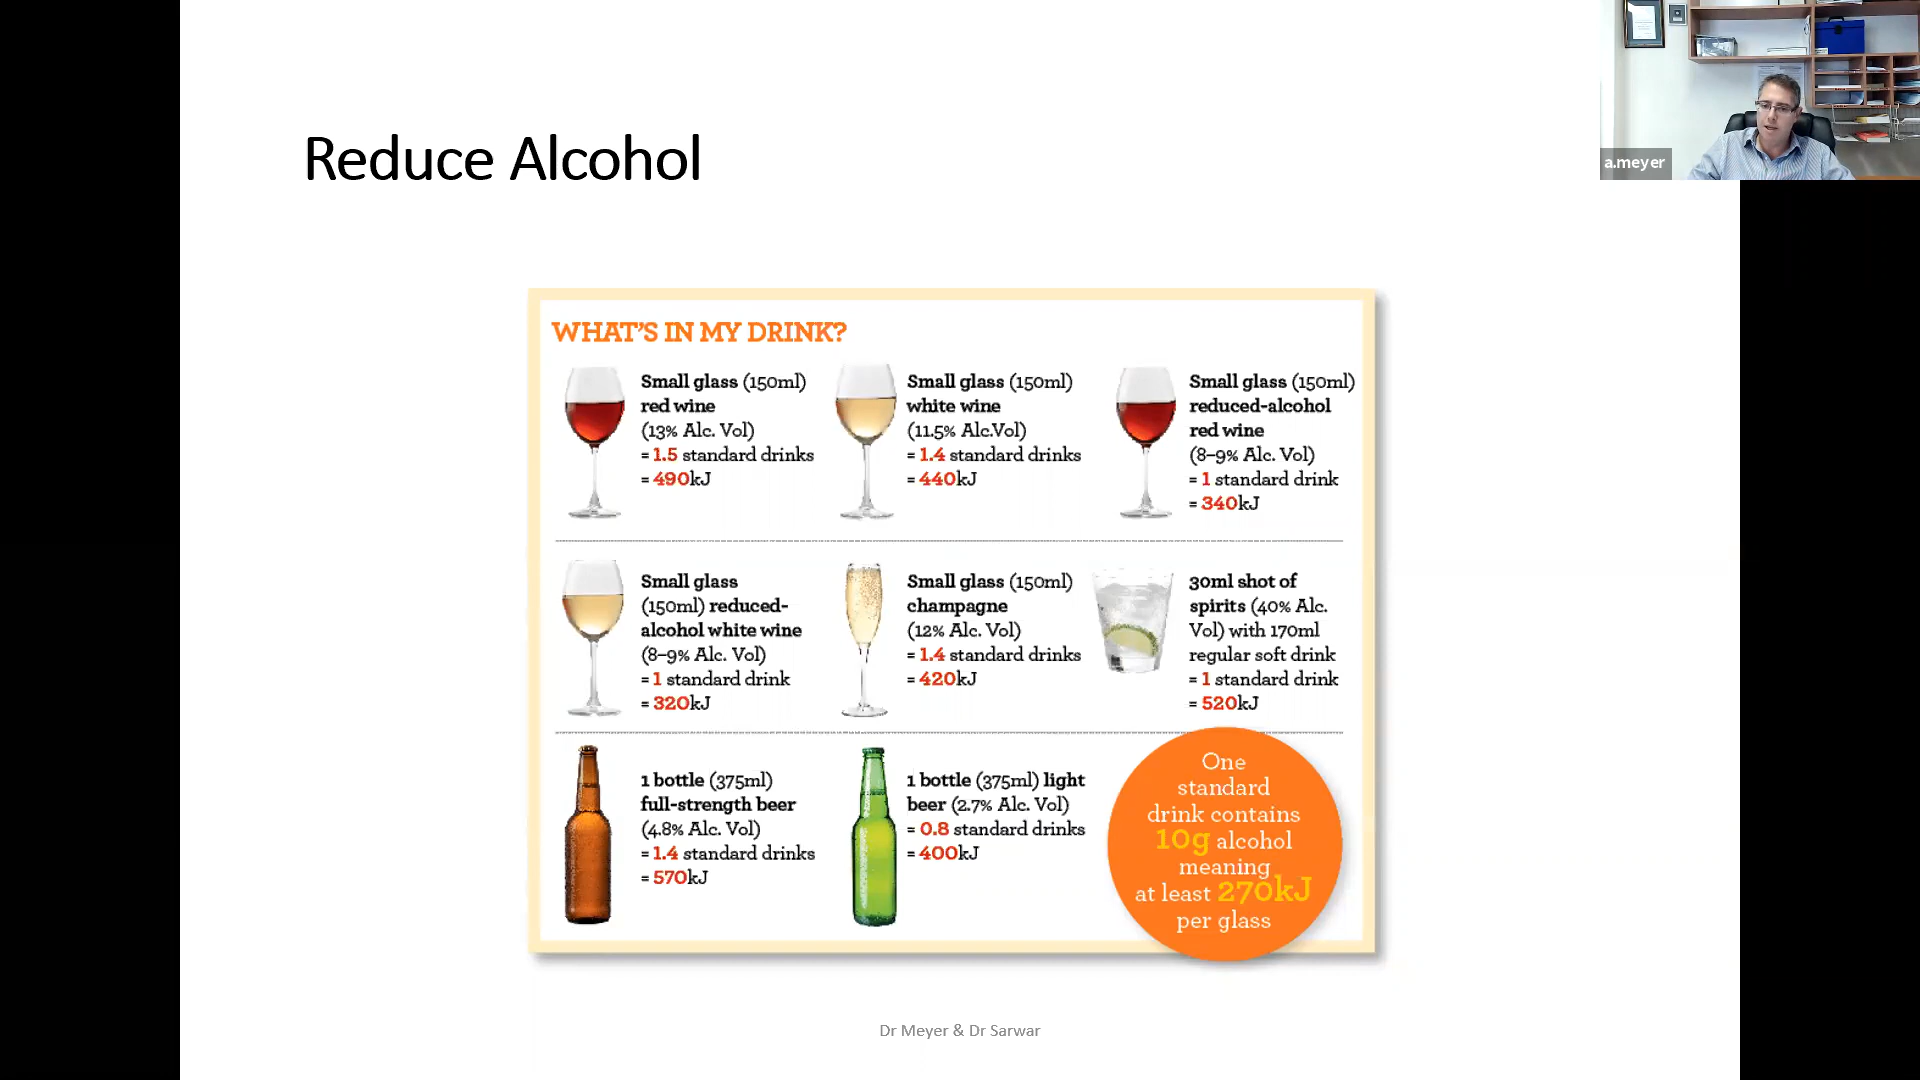 Reduce Alcohol
a.meyer
WHAT'S IN MY DRINK?
Small glass (150ml)
red wine
(13% Alc. Vol)
= 1.5 standard drinks
= 490kJ
Small glass (150ml)
white wine
(11.5% Alc.Vol)
= 1.4 standard drinks
= 440kJ
Small glass (150ml)
reduced-alcohol
red wine
(8–9% Alc. Vol)
= 1 standard drink
= 340kJ
Small glass
(150ml) reduced-
alcohol white wine
(8–9% Alc. Vol)
= 1 standard drink
= 320kJ
Small glass (150ml)
champagne
(12% Alc. Vol)
= 1.4 standard drinks
= 420kJ
30ml shot of
spirits (40% Alc.
Vol) with 170ml
regular soft drink
= 1 standard drink
= 520kJ
1 bottle (375ml)
full-strength beer
(4.8% Alc. Vol)
= 1.4 standard drinks
= 570kJ
1 bottle (375ml) light
beer (2.7% Alc. Vol)
= 0.8 standard drinks
= 400kJ
One
standard
drink contains
10g alcohol
meaning
at least 270kJ
per glass
Dr Meyer & Dr Sarwar